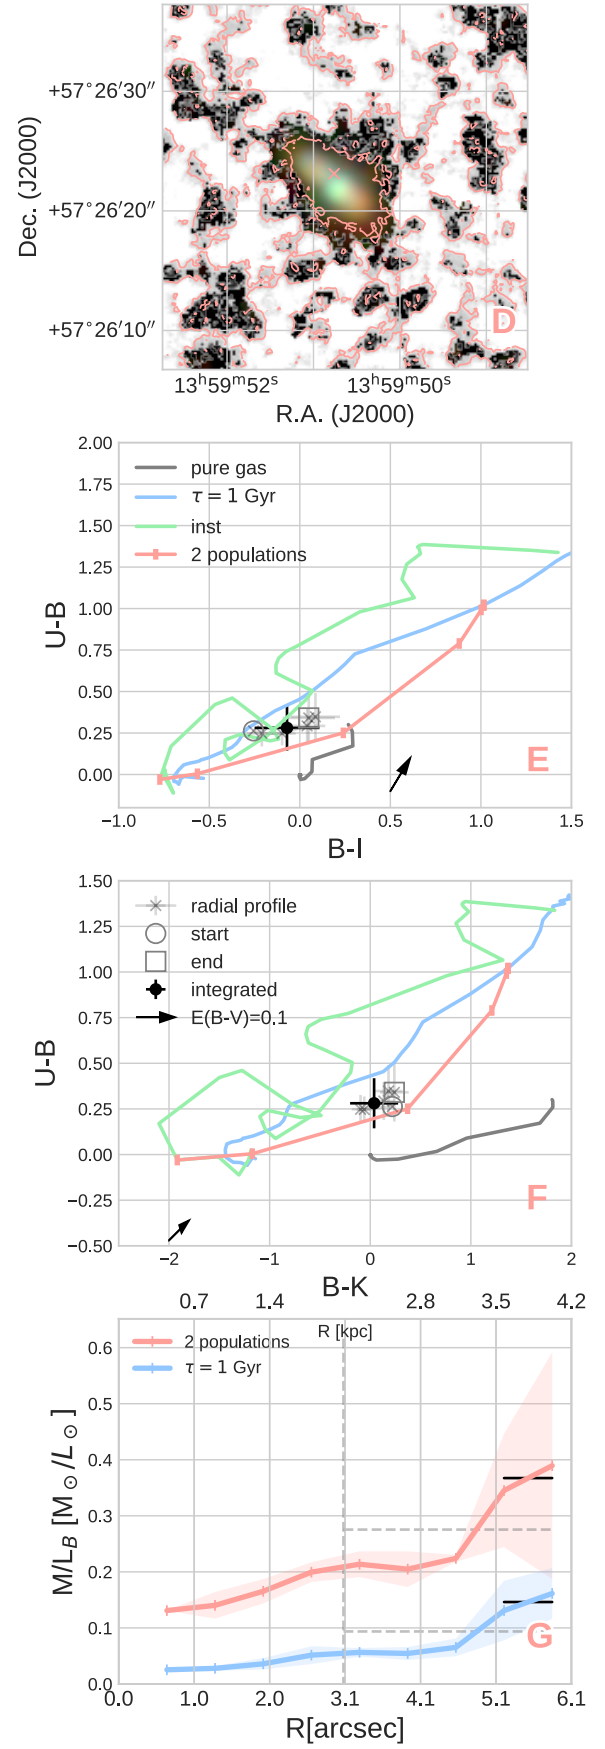 +57°26′30″
+57°26′20″
+57°26′10″
Dec. (J2000)
D
13ʰ59ᵐ52ˢ 13ʰ59ᵐ50ˢ
R.A. (J2000)
2.00
1.75
1.50
1.25
1.00
0.75
0.50
0.25
0.00
U-B
pure gas
τ = 1 Gyr
inst
2 populations
E
−1.0 −0.5 0.0 0.5 1.0 1.5
B-I
1.50
1.25
1.00
0.75
0.50
0.25
0.00
−0.25
−0.50
U-B
radial profile
start
end
integrated
E(B-V)=0.1
F
−2 −1 0 1 2
B-K
0.7 1.4 2.8 3.5 4.2
R [kpc]
2 populations
τ = 1 Gyr
0.6
0.5
0.4
0.3
0.2
0.1
0.0
M/L_B [M⊙/L⊙]
G
0.0 1.0 2.0 3.1 4.1 5.1 6.1
R[arcsec]